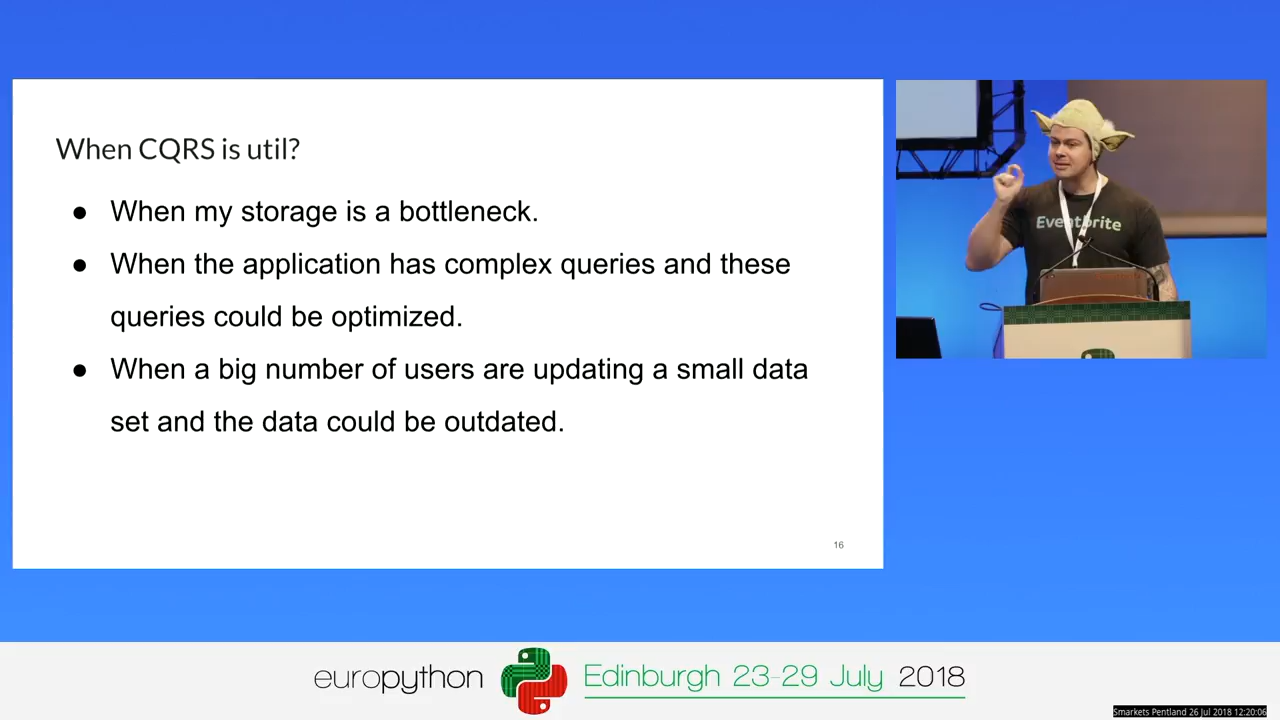 When CQRS is util?
● When my storage is a bottleneck.
● When the application has complex queries and these
queries could be optimized.
● When a big number of users are updating a small data
set and the data could be outdated.
16
Eventbrite
europython Edinburgh 23-29 July 2018
Smarkets Pentland 26 Jul 2018 12:20:06